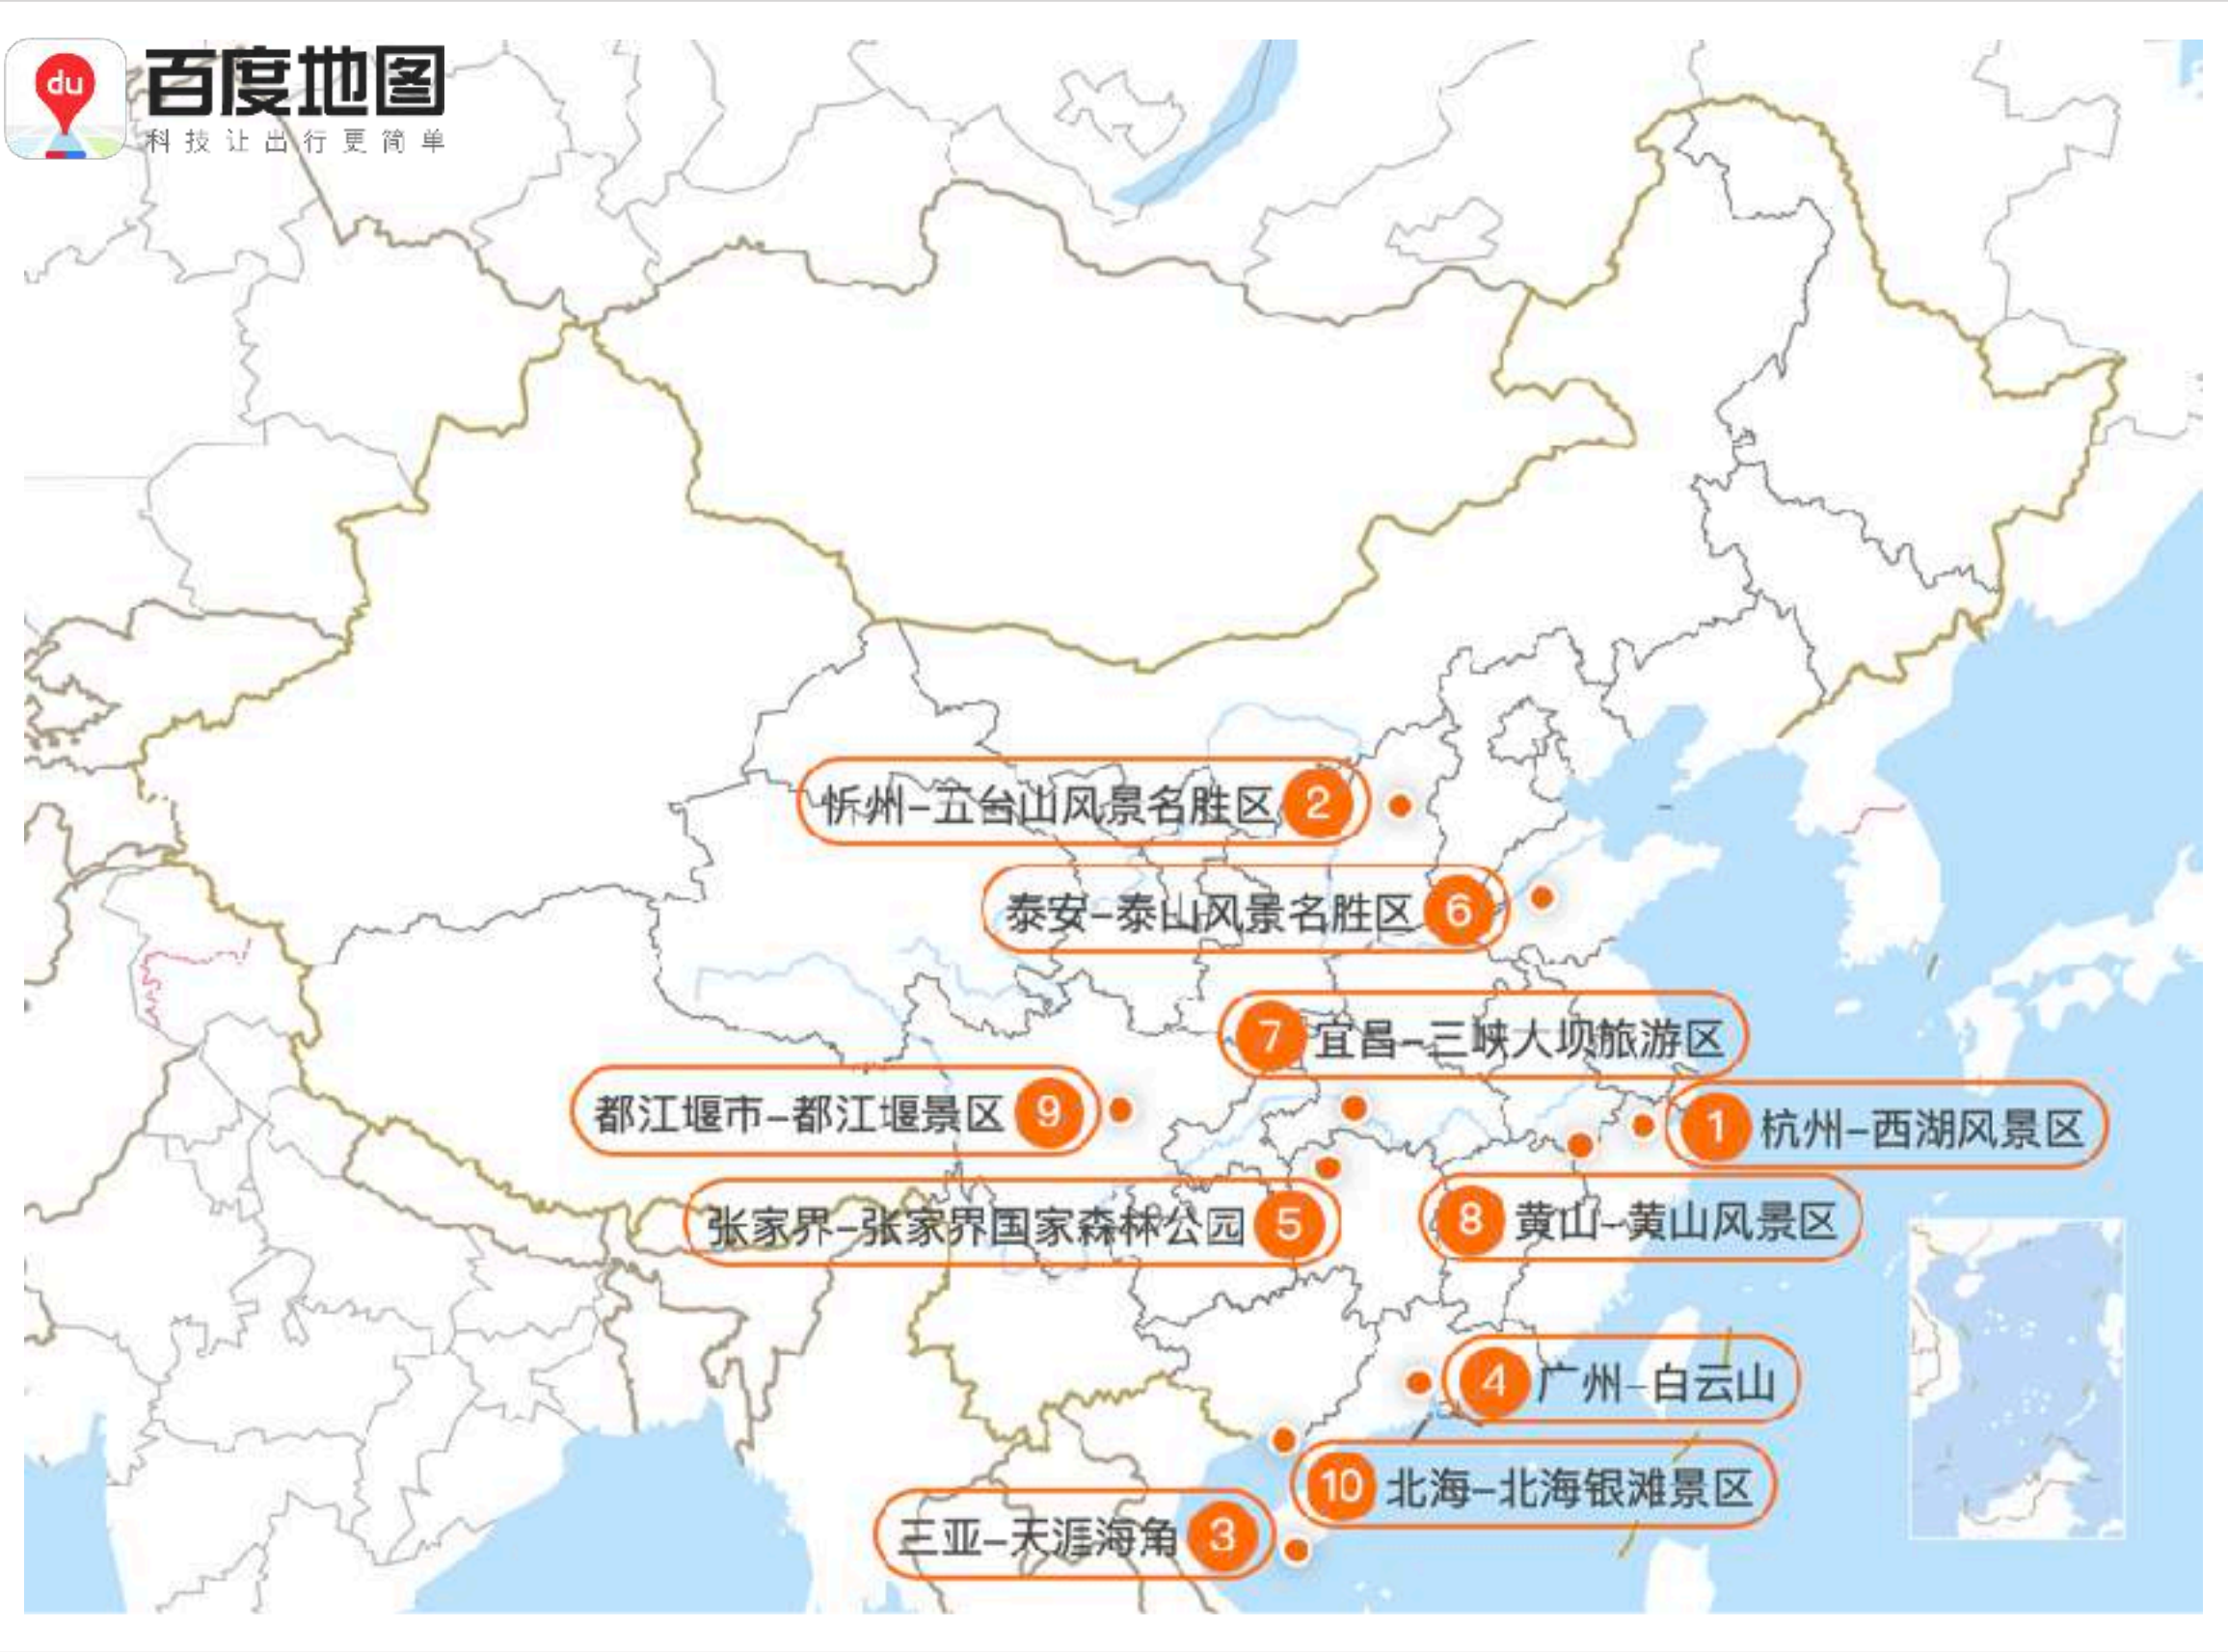 du
百度地图
科技让出行更简单
忻州-五台山风景名胜区 2
泰安-泰山风景名胜区 6
7 宜昌-三峡大坝旅游区
都江堰市-都江堰景区 9
1 杭州-西湖风景区
张家界-张家界国家森林公园 5
8 黄山-黄山风景区
4 广州-白云山
10 北海-北海银滩景区
三亚-天涯海角 3